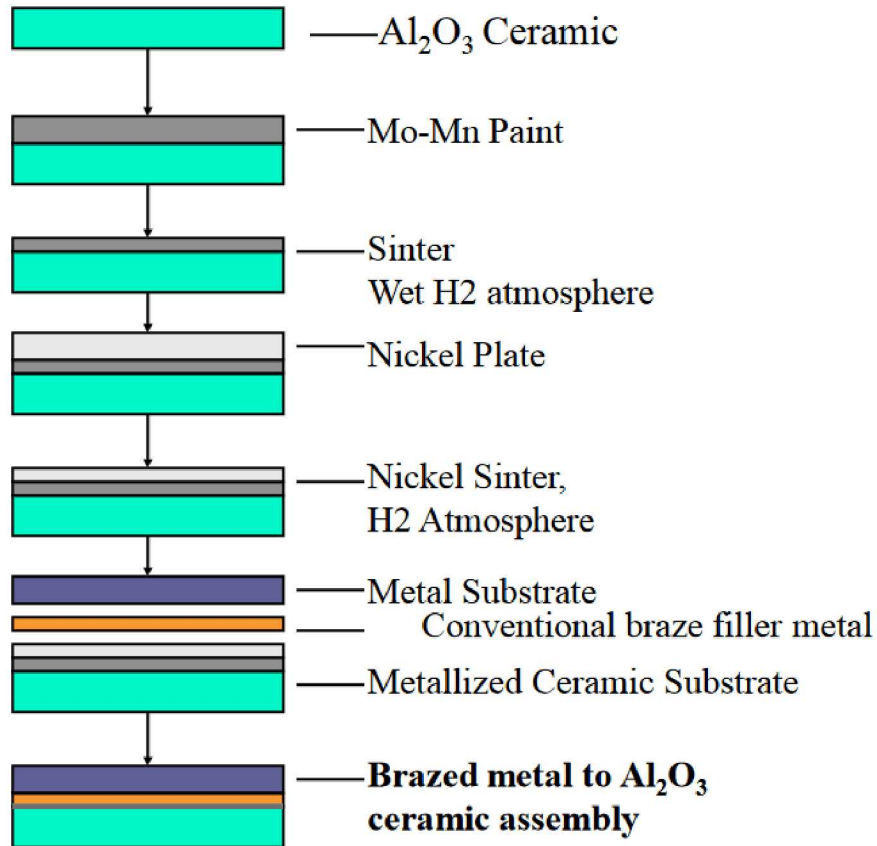 Al₂O₃ Ceramic
Mo-Mn Paint
Sinter
Wet H2 atmosphere
Nickel Plate
Nickel Sinter,
H2 Atmosphere
Metal Substrate
Conventional braze filler metal
Metallized Ceramic Substrate
Brazed metal to Al₂O₃
ceramic assembly